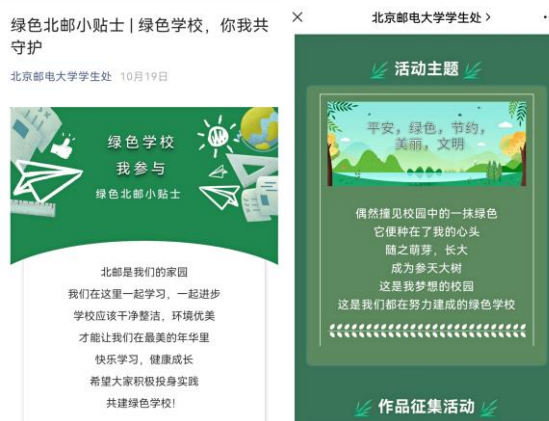 绿色北邮小贴士 | 绿色学校，你我共
守护
北京邮电大学学生处 10月19日
绿色学校
我参与
绿色北邮小贴士
北邮是我们的家园
我们在这里一起学习，一起进步
学校应该干净整洁，环境优美
才能让我们在最美的年华里
快乐学习，健康成长
希望大家积极投身实践
共建绿色学校！
北京邮电大学学生处
活动主题
平安，绿色，节约，
美丽，文明
偶然撞见校园中的一抹绿色
它便种在了我的心头
随之萌芽，长大
成为参天大树
这是我梦想的校园
这是我们都在努力建成的绿色学校
作品征集活动